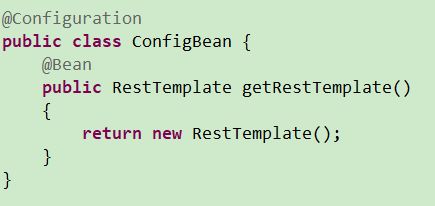 @Configuration
public class ConfigBean {
    @Bean
    public RestTemplate getRestTemplate()
    {
        return new RestTemplate();
    }
}